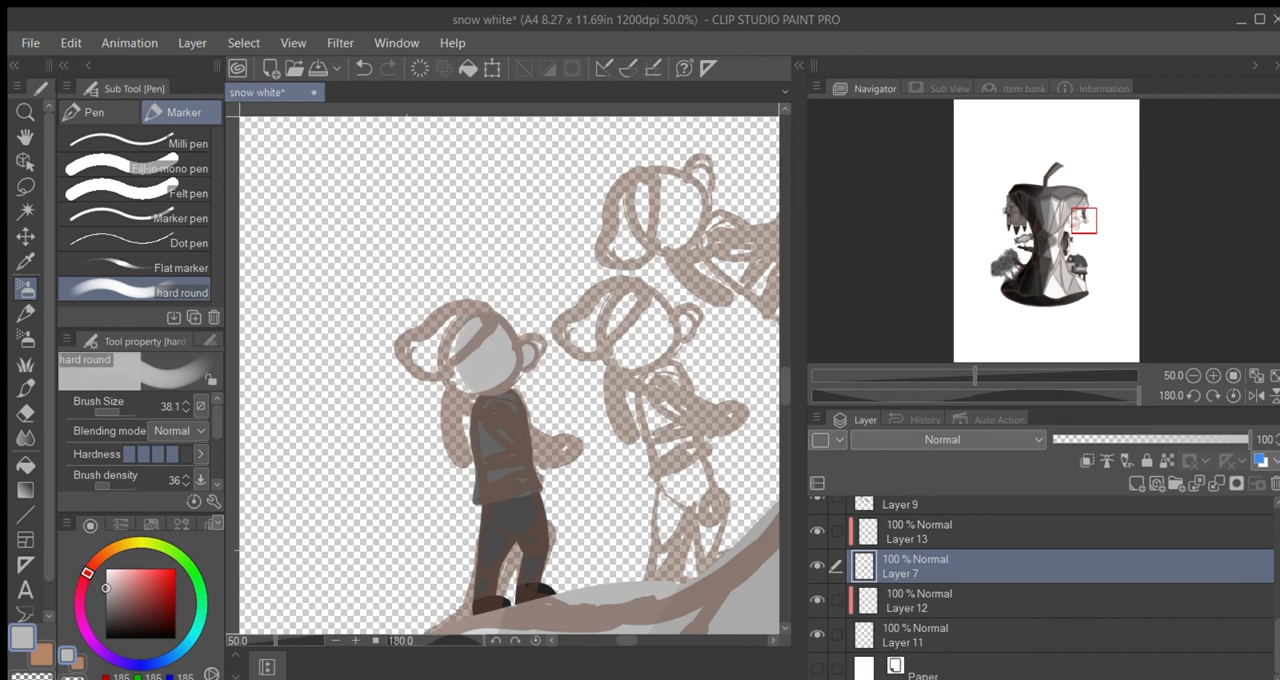 snow white* (A4 8.27 x 11.69in 1200dpi 50.0%) - CLIP STUDIO PAINT PRO
File Edit Animation Layer Select View Filter Window Help
Sub Tool [Pen]
Pen Marker
Milli pen
Fill-in mono pen
Felt pen
Marker pen
Dot pen
Flat marker
hard round
Tool property [hard
hard round
Brush Size 38.1
Blending mode Normal
Hardness
Brush density 36
185 185 185
snow white*
50.0 180.0
Navigator Sub View Item bank Information
50.0
180.0
Layer History Auto Action
Normal 100
Layer 9
100 % Normal
Layer 13
100 % Normal
Layer 7
100 % Normal
Layer 12
100 % Normal
Layer 11
Paper